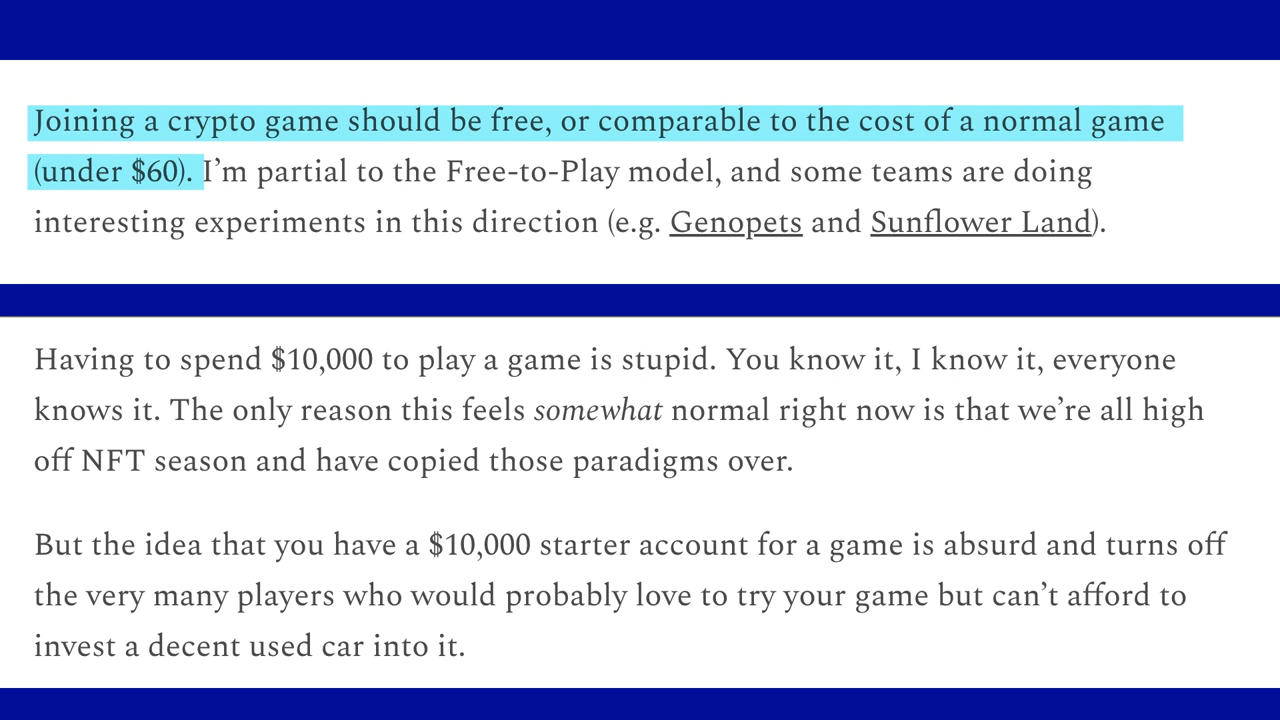 Joining a crypto game should be free, or comparable to the cost of a normal game
(under $60). I’m partial to the Free-to-Play model, and some teams are doing
interesting experiments in this direction (e.g. Genopets and Sunflower Land).
Having to spend $10,000 to play a game is stupid. You know it, I know it, everyone
knows it. The only reason this feels somewhat normal right now is that we’re all high
off NFT season and have copied those paradigms over.
But the idea that you have a $10,000 starter account for a game is absurd and turns off
the very many players who would probably love to try your game but can’t afford to
invest a decent used car into it.